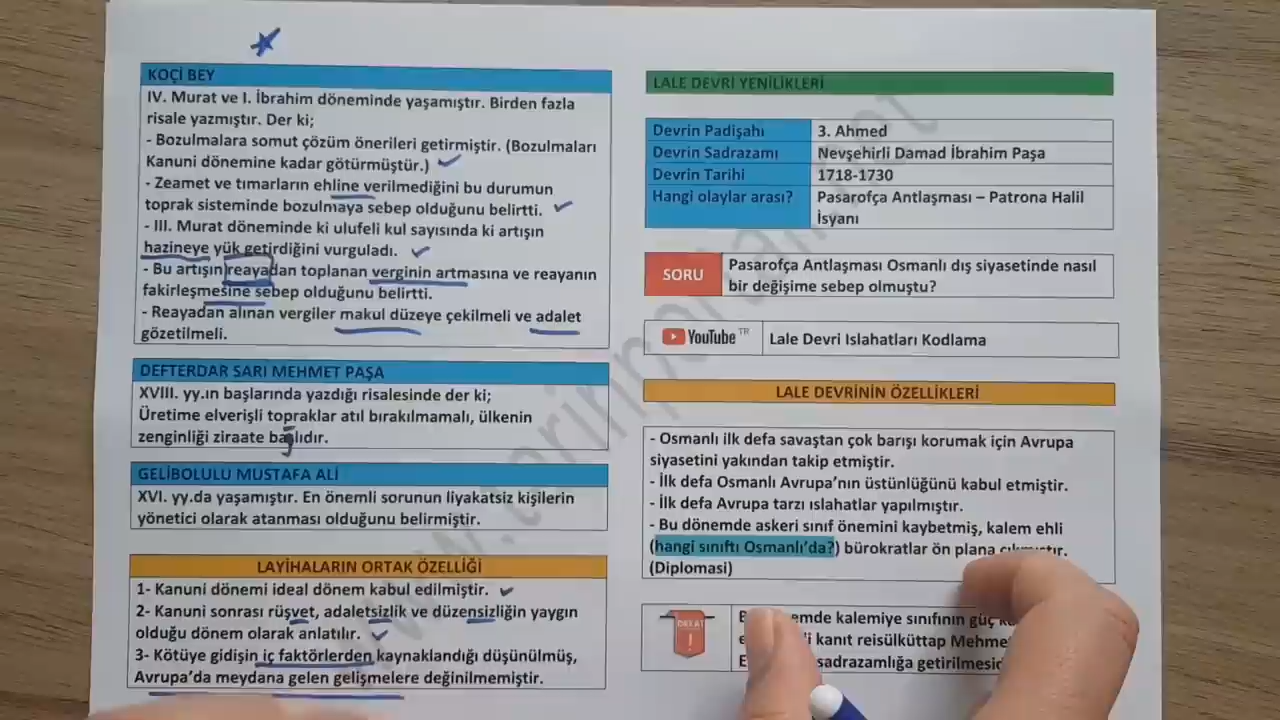 KOÇİ BEY
IV. Murat ve I. İbrahim döneminde yaşamıştır. Birden fazla
risale yazmıştır. Der ki;
- Bozulmalara somut çözüm önerileri getirmiştir. (Bozulmaları
Kanuni dönemine kadar götürmüştür.)
- Zeamet ve tımarların ehline verilmediğini bu durumun
toprak sisteminde bozulmaya sebep olduğunu belirtti.
- III. Murat döneminde ki ulufeli kul sayısında ki artışın
hazineye yük getirdiğini vurguladı.
- Bu artışın reayadan toplanan verginin artmasına ve reayanın
fakirleşmesine sebep olduğunu belirtti.
- Reayadan alınan vergiler makul düzeye çekilmeli ve adalet
gözetilmeli.
DEFTERDAR SARI MEHMET PAŞA
XVIII. yy.ın başlarında yazdığı risalesinde der ki;
Üretime elverişli topraklar atıl bırakılmamalı, ülkenin
zenginliği ziraate bağlıdır.
GELİBOLULU MUSTAFA ALİ
XVI. yy.da yaşamıştır. En önemli sorunun liyakatsiz kişilerin
yönetici olarak atanması olduğunu belirmiştir.
LAYİHALARIN ORTAK ÖZELLİĞİ
1- Kanuni dönemi ideal dönem kabul edilmiştir.
2- Kanuni sonrası rüşvet, adaletsizlik ve düzensizliğin yaygın
olduğu dönem olarak anlatılır.
3- Kötüye gidişin iç faktörlerden kaynaklandığı düşünülmüş,
Avrupa'da meydana gelen gelişmelere değinilmemiştir.
LALE DEVRİ YENİLİKLERİ
Devrin Padişahı 3. Ahmed
Devrin Sadrazamı Nevşehirli Damad İbrahim Paşa
Devrin Tarihi 1718-1730
Hangi olaylar arası? Pasarofça Antlaşması – Patrona Halil
İsyanı
SORU Pasarofça Antlaşması Osmanlı dış siyasetinde nasıl
bir değişime sebep olmuştu?
YouTube TR Lale Devri Islahatları Kodlama
LALE DEVRİNİN ÖZELLİKLERİ
- Osmanlı ilk defa savaştan çok barışı korumak için Avrupa
siyasetini yakından takip etmiştir.
- İlk defa Osmanlı Avrupa'nın üstünlüğünü kabul etmiştir.
- İlk defa Avrupa tarzı ıslahatlar yapılmıştır.
- Bu dönemde askeri sınıf önemini kaybetmiş, kalem ehli
(hangi sınıftı Osmanlı'da?) bürokratlar ön plana
(Diplomasi)
DİKKAT !
kalemiye sınıfının güç
kanıt reisülküttap
sadrazamlığa